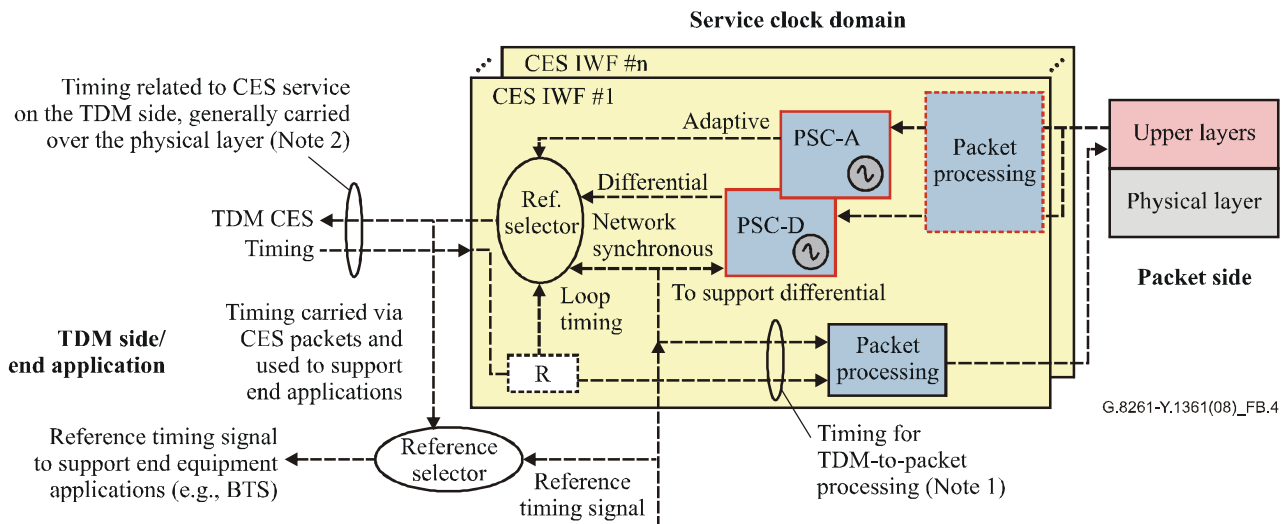 Service clock domain
CES IWF #n
CES IWF #1
Timing related to CES service
on the TDM side, generally carried
over the physical layer (Note 2)
Adaptive
PSC-A
Packet
processing
Upper layers
Physical layer
Packet side
Ref.
selector
Differential
PSC-D
Network
synchronous
TDM CES
Timing
To support differential
Loop
timing
Timing carried via
CES packets and
used to support
end applications
TDM side/
end application
R
Packet
processing
G.8261-Y.1361(08)_FB.4
Reference timing signal
to support end equipment
applications (e.g., BTS)
Reference
selector
Reference
timing signal
Timing for
TDM-to-packet
processing (Note 1)